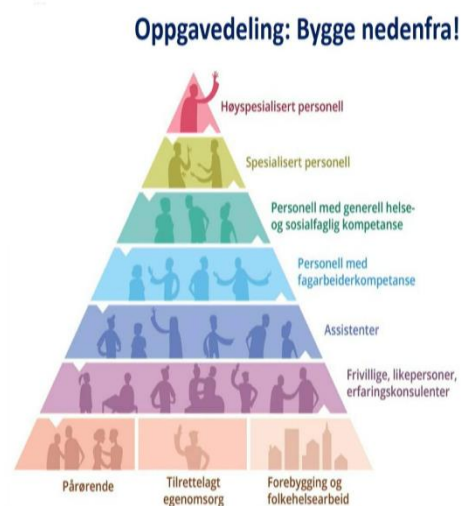 Oppgavedeling: Bygge nedenfra!
Høyspesialisert personell
Spesialisert personell
Personell med generell helse-
og sosialfaglig kompetanse
Personell med
fagarbeiderkompetanse
Assistenter
Frivillige, likepersoner,
erfaringskonsulenter
Pårørende
Tilrettelagt
egenomsorg
Forebygging og
folkehelsearbeid